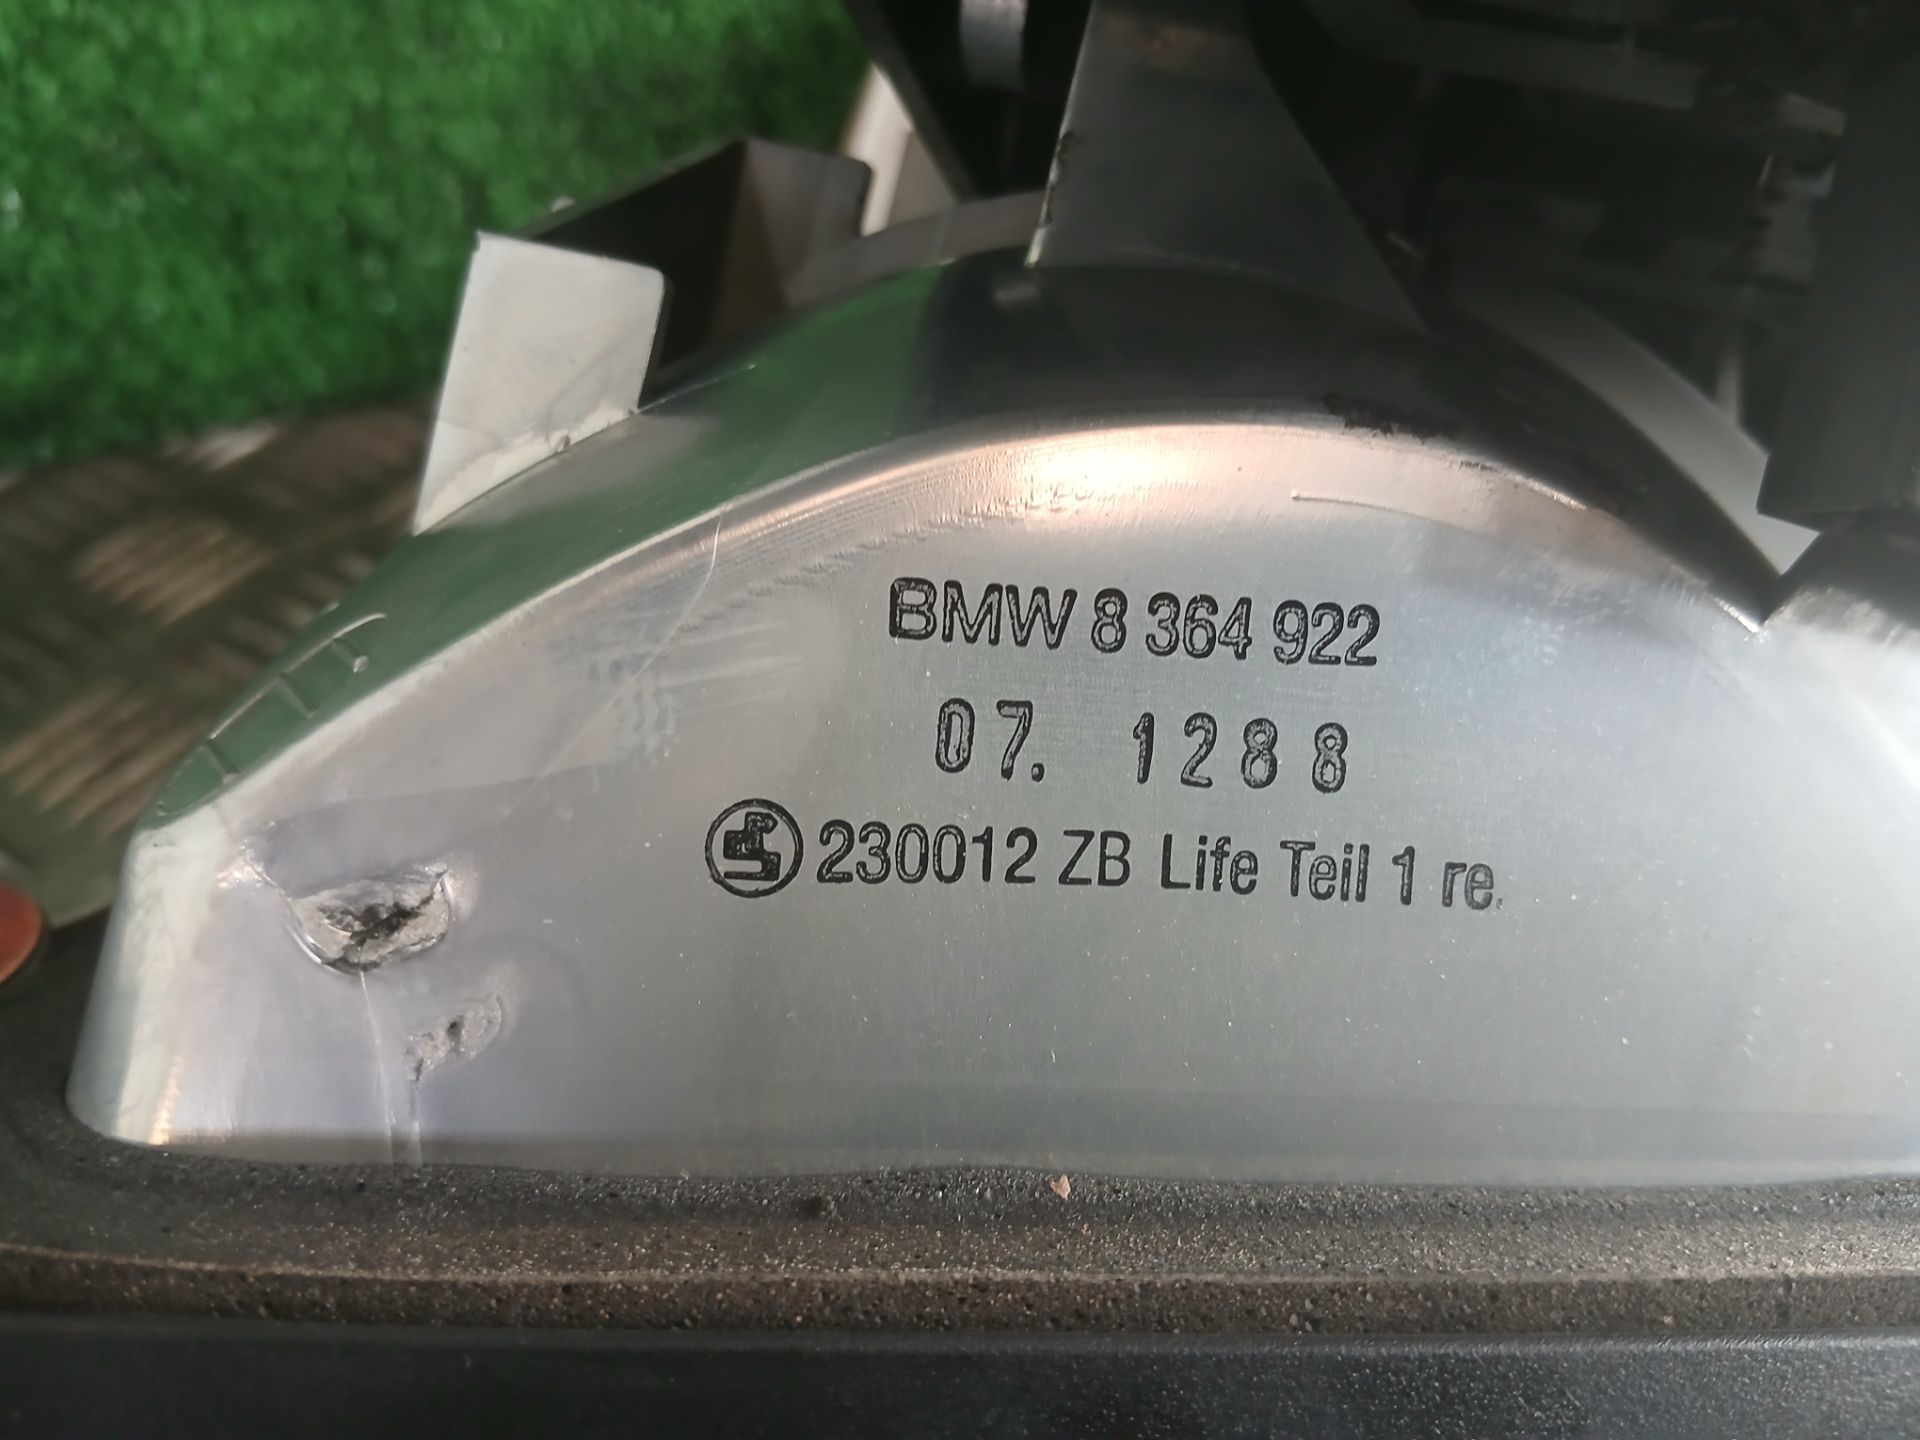 BMW 8 364 922
07. 1288
230012 ZB Life Teil 1 re.